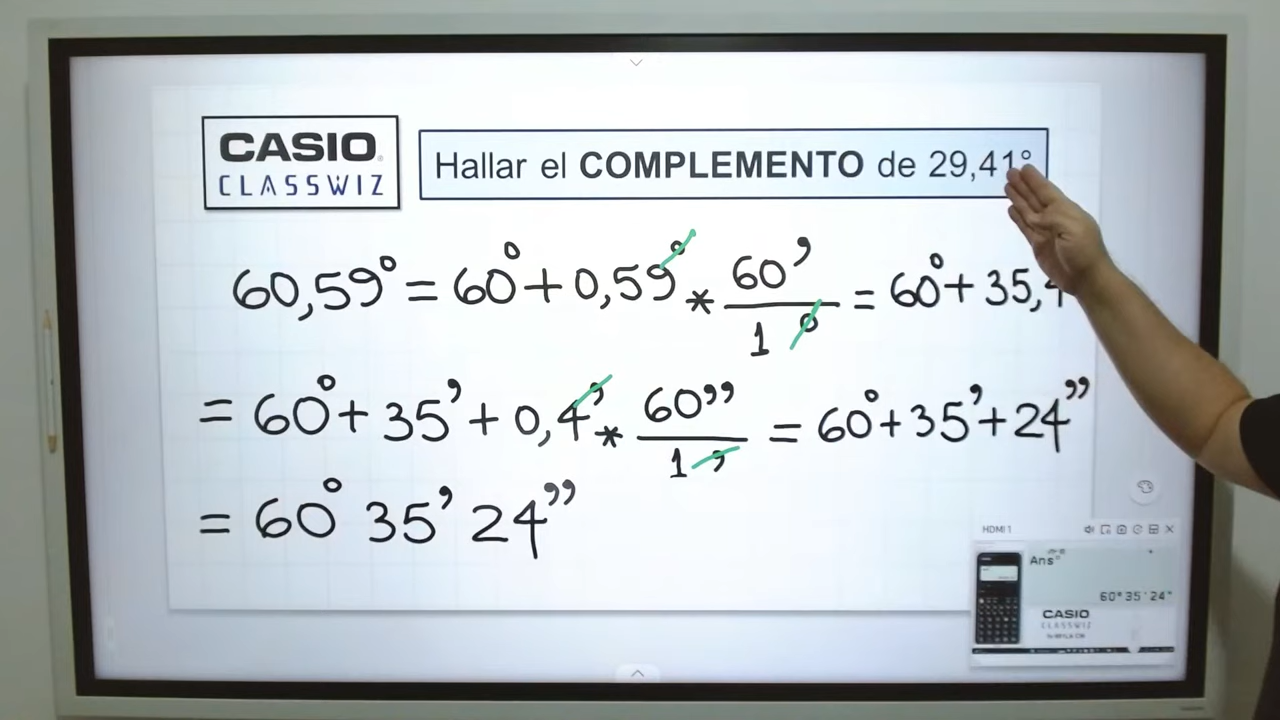 CASIO
CLASSWIZ
Hallar el COMPLEMENTO de 29,41°
60,59° = 60° + 0,59° * 60’ / 1° = 60° + 35,4
= 60° + 35’ + 0,4’ * 60’’ / 1’ = 60° + 35’ + 24’’
= 60° 35’ 24’’
HDMI 1
Ans
60°35'24"
CASIO
CLASSWIZ